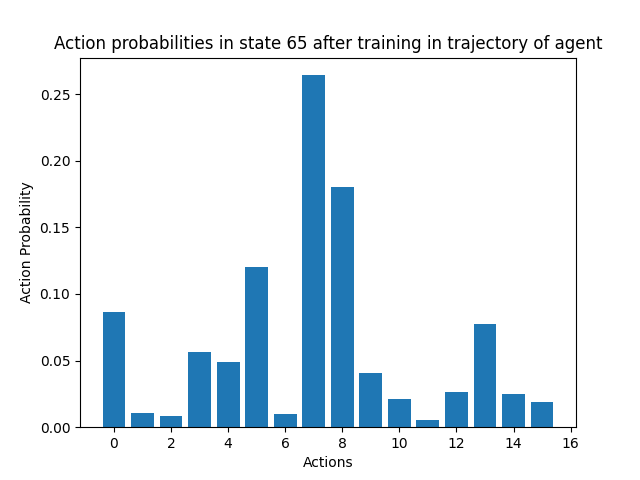 Action probabilities in state 65 after training in trajectory of agent
0.25
0.20
0.15
0.10
0.05
0.00
Action Probability
0 2 4 6 8 10 12 14 16
Actions